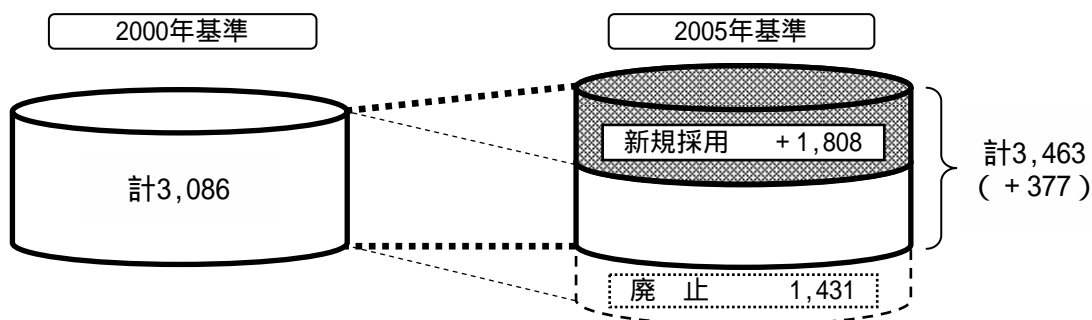 2000年基準
2005年基準
計3,086
新規採用 +1,808
計3,463
( +377 )
廃 止 1,431